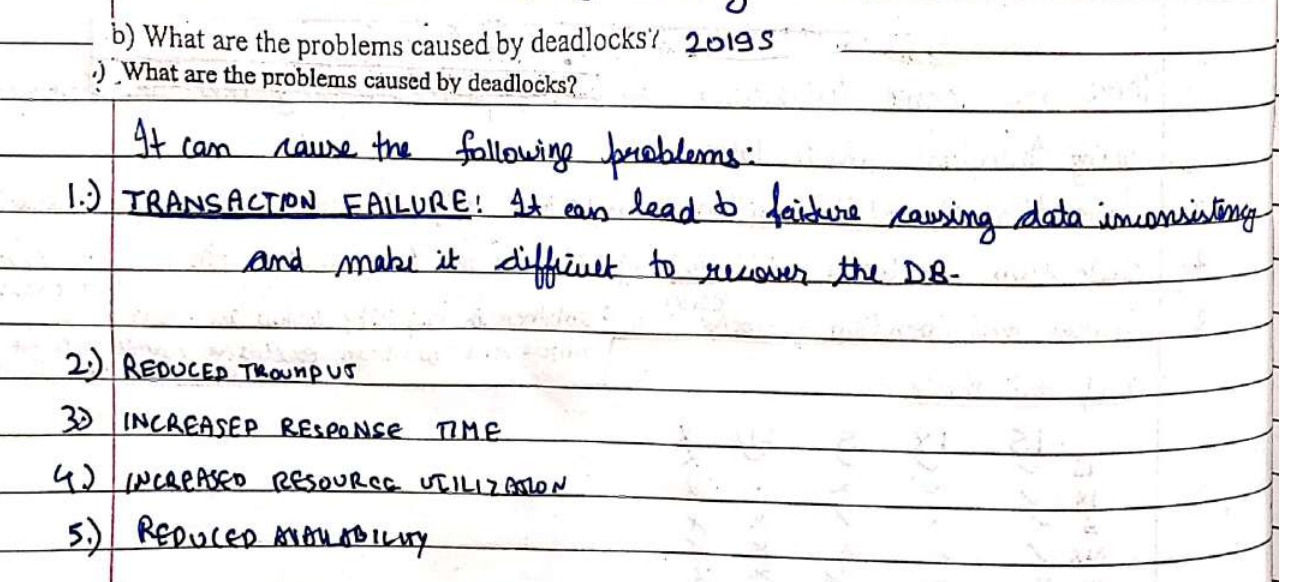 b) What are the problems caused by deadlocks? 2019S
.) What are the problems caused by deadlocks?
It can cause the following problems:
1.) TRANSACTION FAILURE: It can lead to failure causing data inconsistency
and make it difficult to recover the DB-
2.) REDUCED
3.) INCREASED RESPONSE TIME
4.) INCREASED RESOURCE UTILIZATION
5.) REDUCED AVAILABILITY